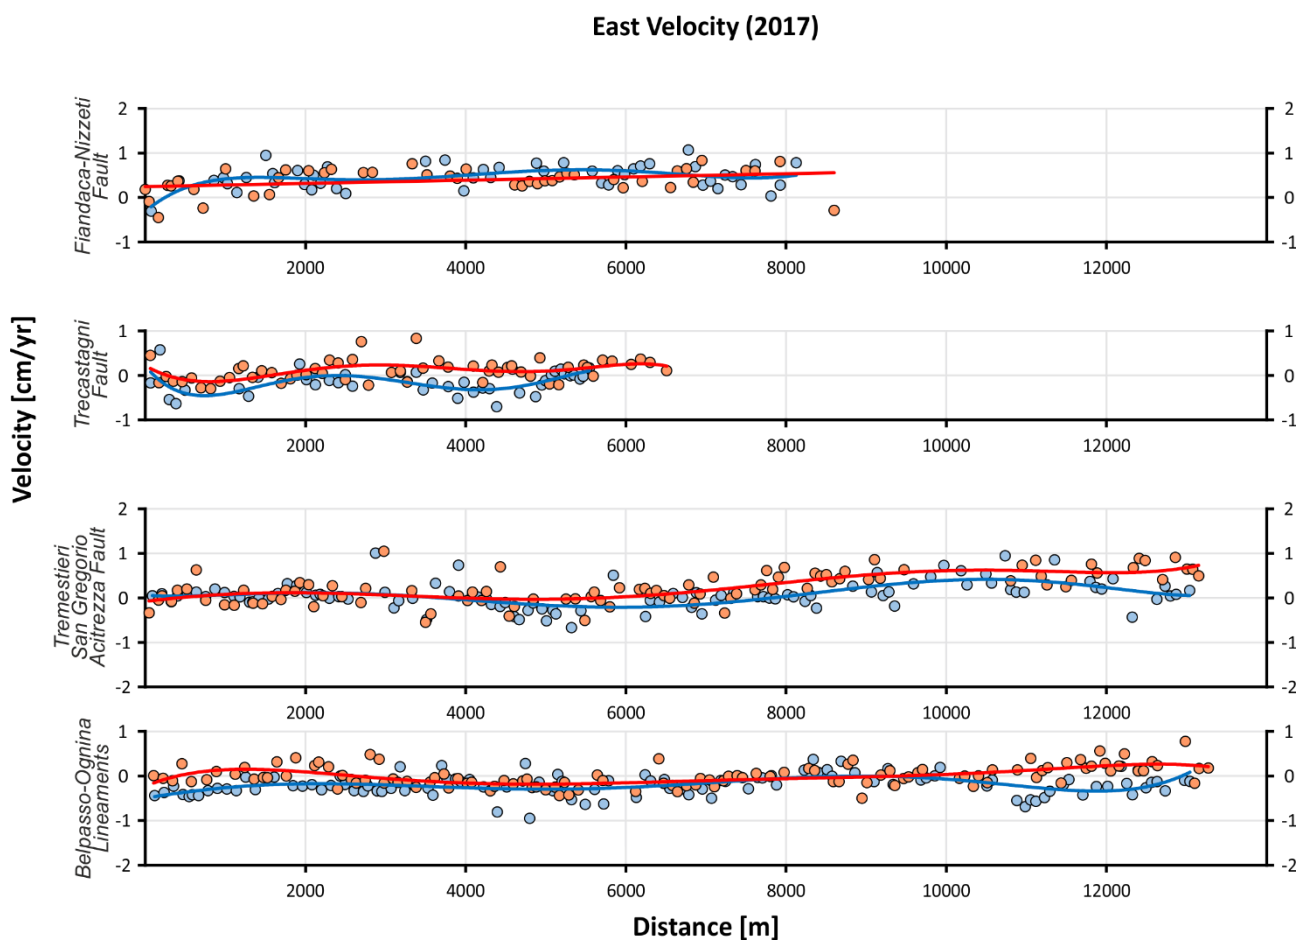 East Velocity (2017)
Velocity [cm/yr]
Fiandaca-Nizzeti
Fault
2
1
0
-1
2
1
0
-1
2000 4000 6000 8000 10000 12000
Trecastagni
Fault
1
0
-1
1
0
-1
2000 4000 6000 8000 10000 12000
Tremestieri
San Gregorio
Acitrezza Fault
2
1
0
-1
-2
2
1
0
-1
-2
2000 4000 6000 8000 10000 12000
Belpasso-Ognina
Lineaments
1
0
-1
-2
1
0
-1
-2
2000 4000 6000 8000 10000 12000
Distance [m]